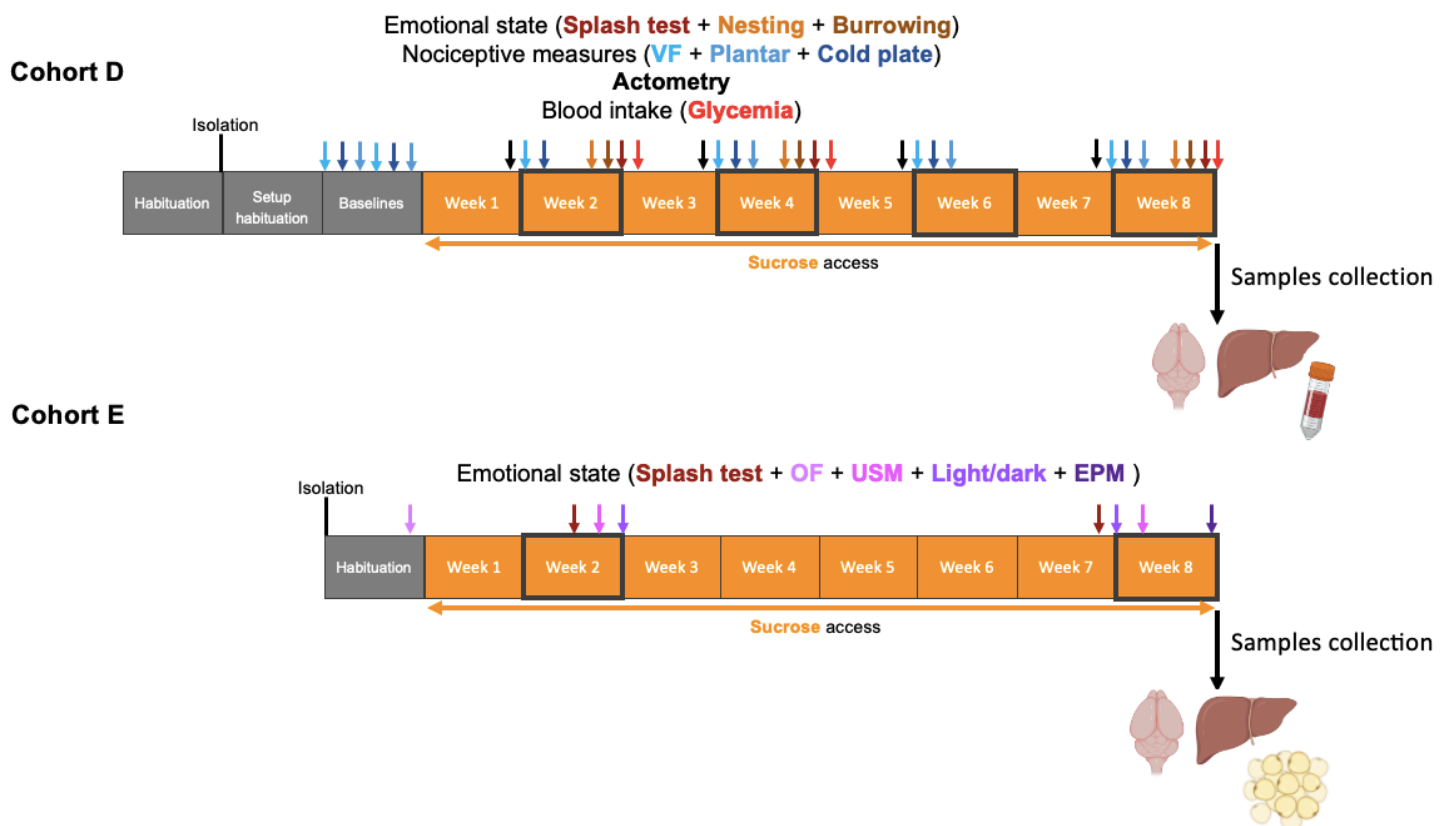 Emotional state (Splash test + Nesting + Burrowing)
Nociceptive measures (VF + Plantar + Cold plate)
Cohort D
Actometry
Blood intake (Glycemia)
Isolation
Habituation
Setup
habituation
Baselines
Week 1
Week 2
Week 3
Week 4
Week 5
Week 6
Week 7
Week 8
Sucrose access
Samples collection
Cohort E
Emotional state (Splash test + OF + USM + Light/dark + EPM )
Isolation
Habituation
Week 1
Week 2
Week 3
Week 4
Week 5
Week 6
Week 7
Week 8
Sucrose access
Samples collection